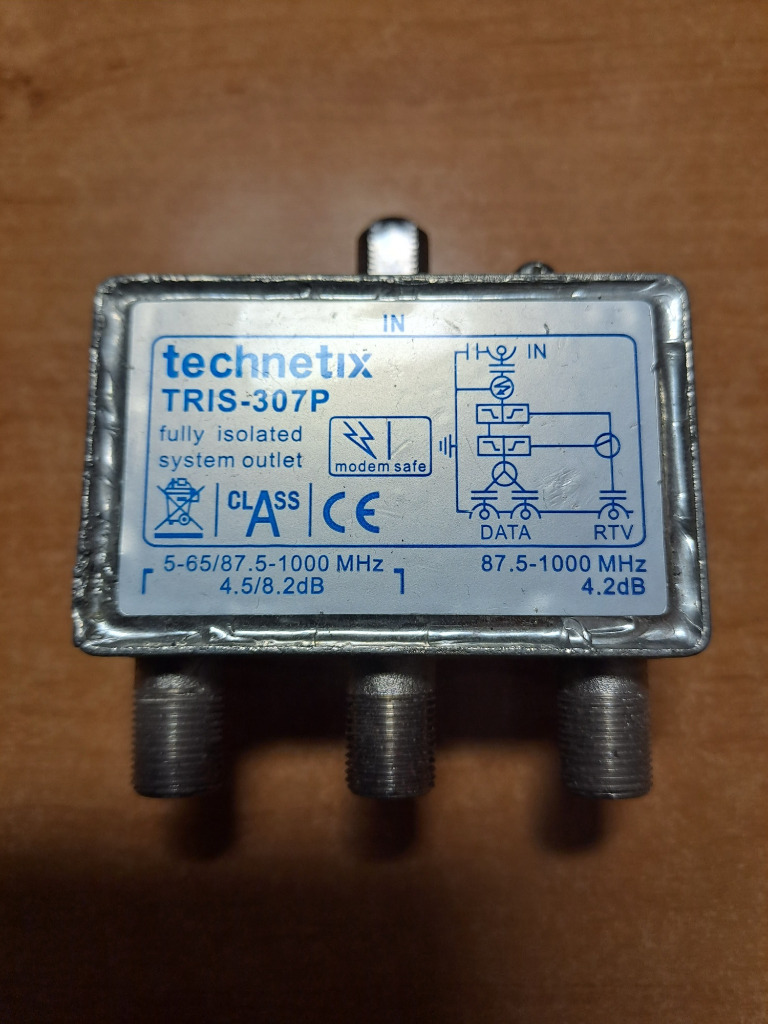 IN
technetix
TRIS-307P
fully isolated
system outlet
modem safe
CLASS
A
CE
IN
DATA
RTV
5-65/87.5-1000 MHz
4.5/8.2dB
87.5-1000 MHz
4.2dB